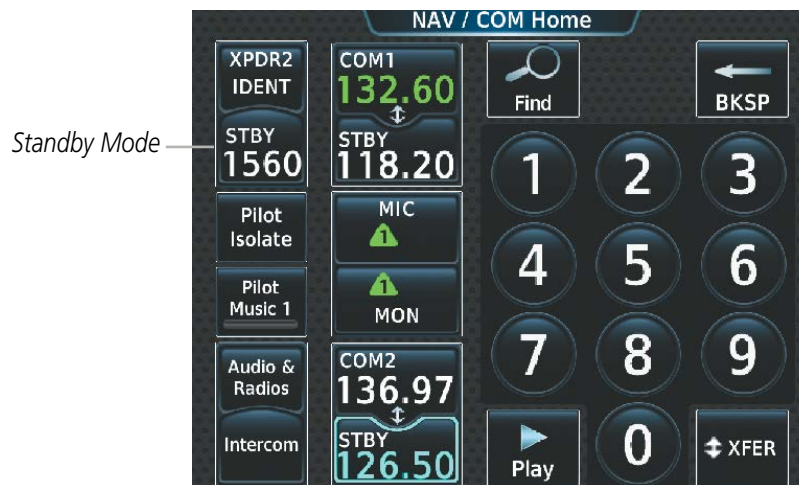 NAV / COM Home
Standby Mode
XPDR2
IDENT
STBY
1560
Pilot
Isolate
Pilot
Music 1
Audio &
Radios
Intercom
COM1
132.60
STBY
118.20
MIC
1
1
MON
COM2
136.97
STBY
126.50
Find
BKSP
1 2 3
4 5 6
7 8 9
Play
0
XFER